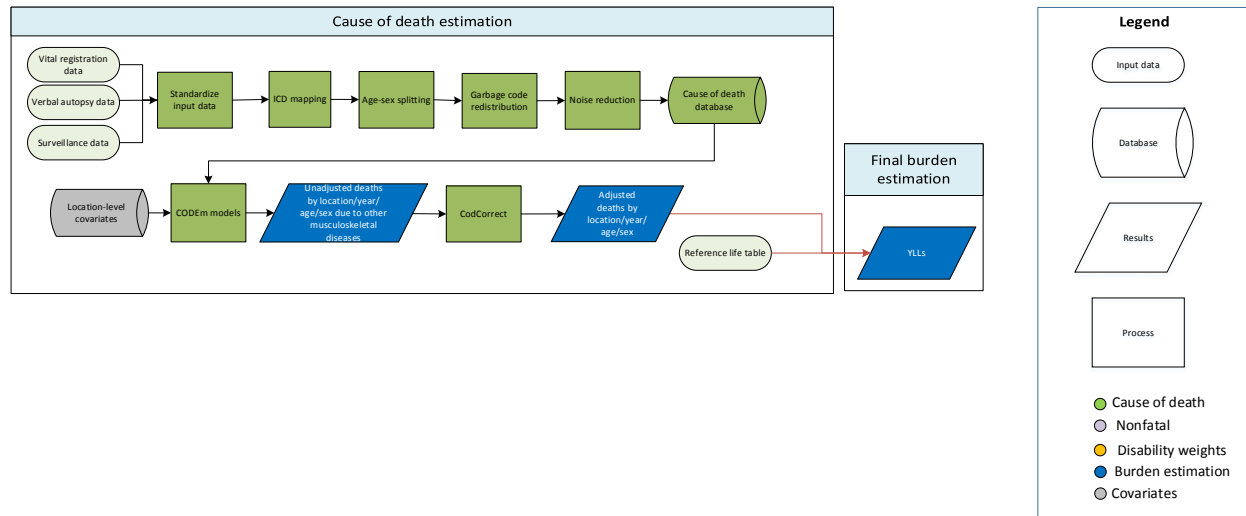 Cause of death estimation
Vital registration
data
Verbal autopsy data
Surveillance data
Standardize
input data
ICD mapping
Age-sex splitting
Garbage code
redistribution
Noise reduction
Cause of death
database
Location-level
covariates
CODEm models
Unadjusted deaths
by location/year/
age/sex due to other
musculoskeletal
diseases
CodCorrect
Adjusted deaths
by location/year/
age/sex
Reference life table
Final burden
estimation
YLLs
Legend
Input data
Database
Results
Process
Cause of death
Nonfatal
Disability weights
Burden estimation
Covariates